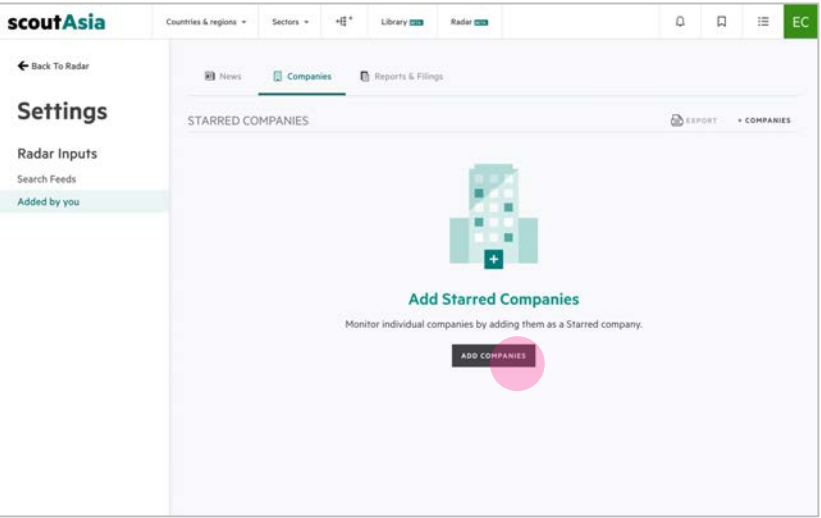 scoutAsia
Countries & regions
Sectors
Library BETA
Radar BETA
EC
Back To Radar
Settings
Radar Inputs
Search Feeds
Added by you
News
Companies
Reports & Filings
STARRED COMPANIES
EXPORT
+ COMPANIES
Add Starred Companies
Monitor individual companies by adding them as a Starred company.
ADD COMPANIES